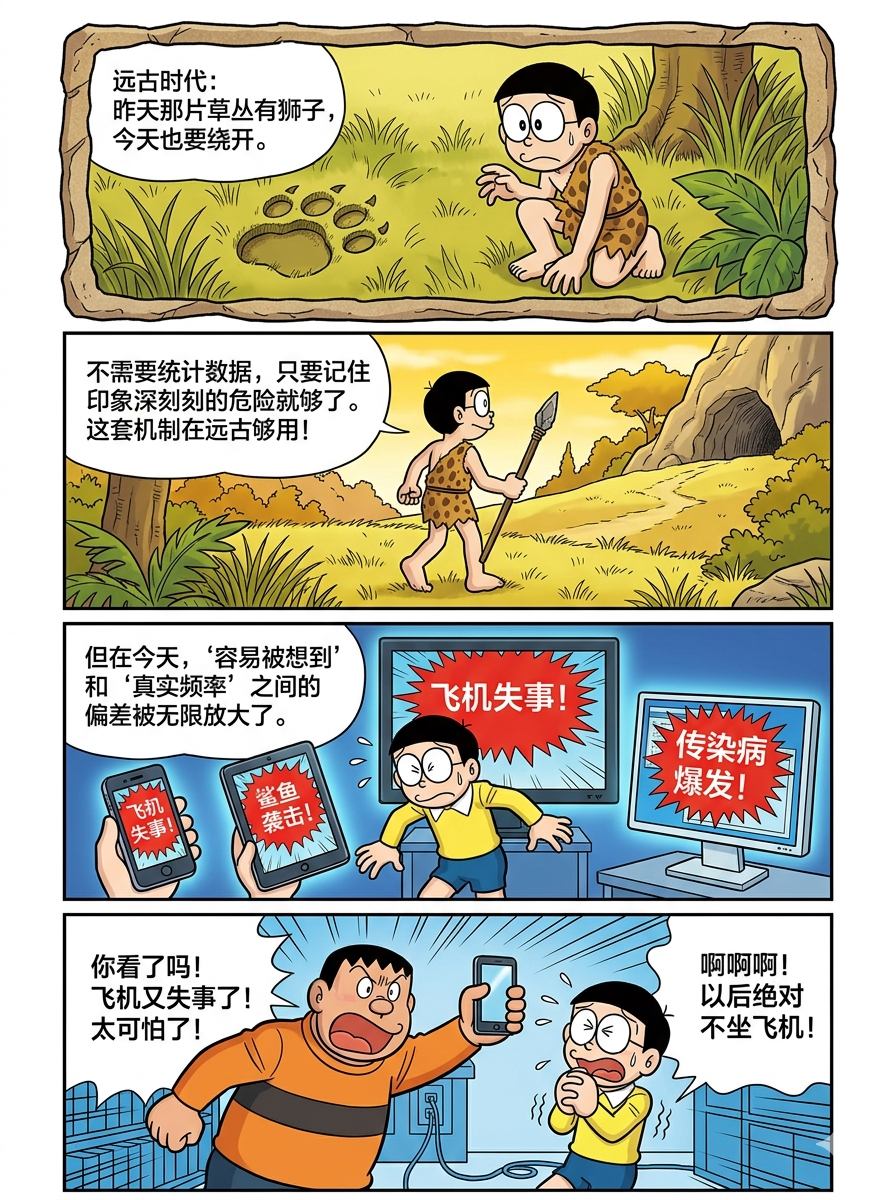 远古时代：
昨天那片草丛有狮子，
今天也要绕开。
不需要统计数据，只要记住
印象深刻刻的危险就够了。
这套机制在远古够用！
但在今天，‘容易被想到’
和‘真实频率’之间的
偏差被无限放大了。
飞机
失事！
鲨鱼
袭击！
飞机失事！
传染病
爆发！
你看了吗！
飞机又失事了！
太可怕了！
啊啊啊！
以后绝对
不坐飞机！